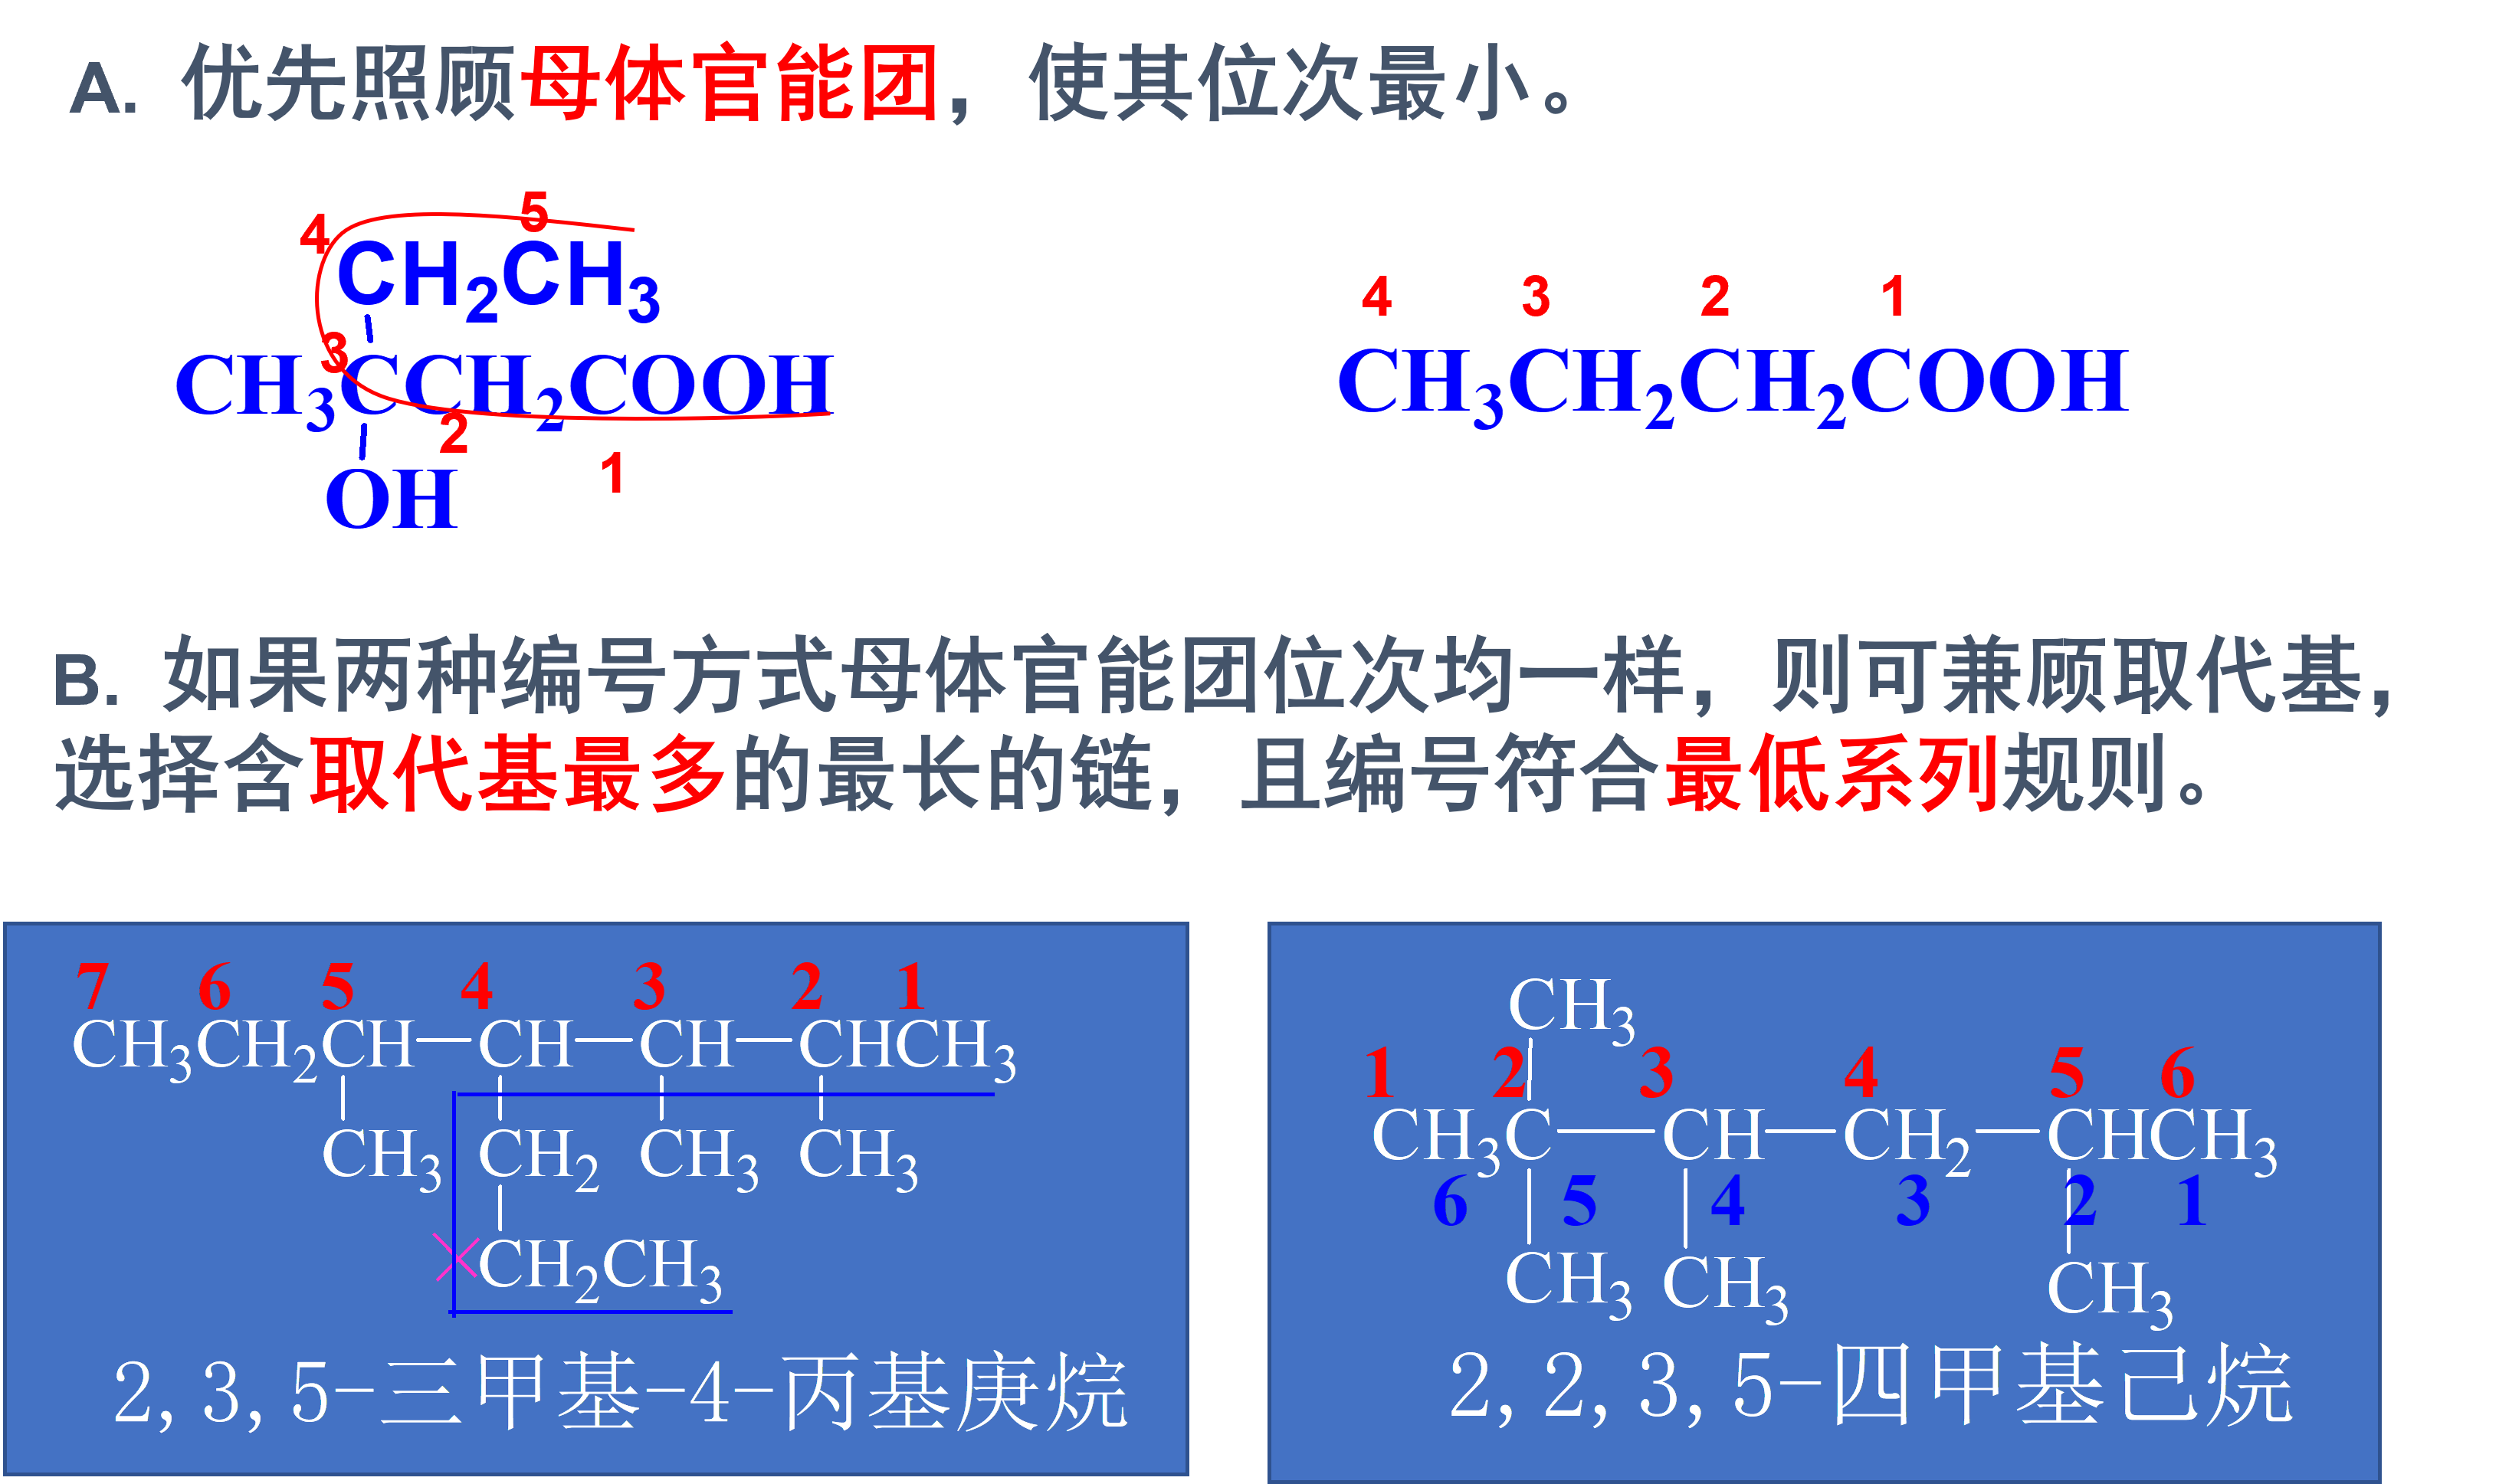 A. 优先照顾母体官能团，使其位次最小。
4 5
CH2CH3
3
CH3CCH2COOH
2
1
OH
4 3 2 1
CH3CH2CH2COOH
B. 如果两种编号方式母体官能团位次均一样，则可兼顾取代基，
选择含取代基最多的最长的链，且编号符合最低系列规则。
7 6 5 4 3 2 1
CH3CH2CH—CH—CH—CHCH3
CH3 CH2 CH3 CH3
×CH2CH3
2,3,5-三甲基-4-丙基庚烷
CH3
1 2 3 4 5 6
CH3C—CH—CH2—CHCH3
6 5 4 3 2 1
CH3 CH3 CH3
2,2,3,5-四甲基已烷